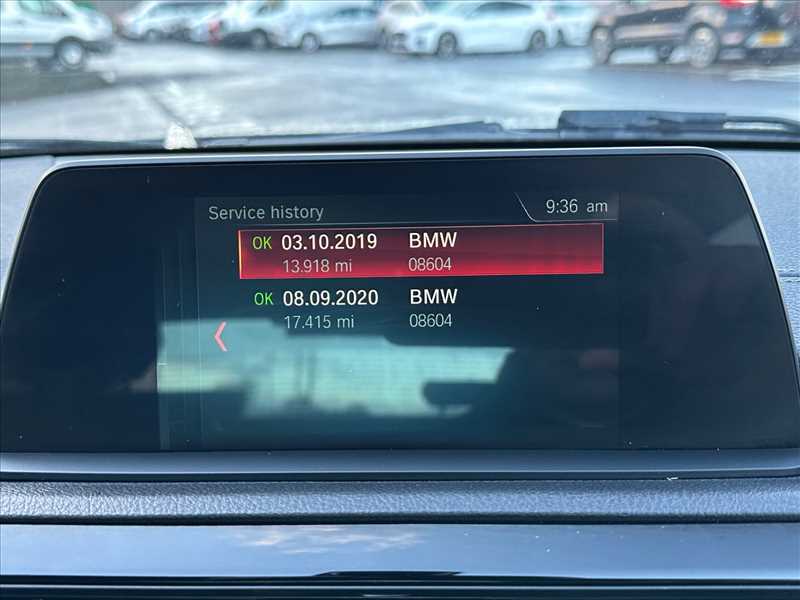 Service history
9:36 am
OK 03.10.2019 BMW
13.918 mi 08604
OK 08.09.2020 BMW
17.415 mi 08604